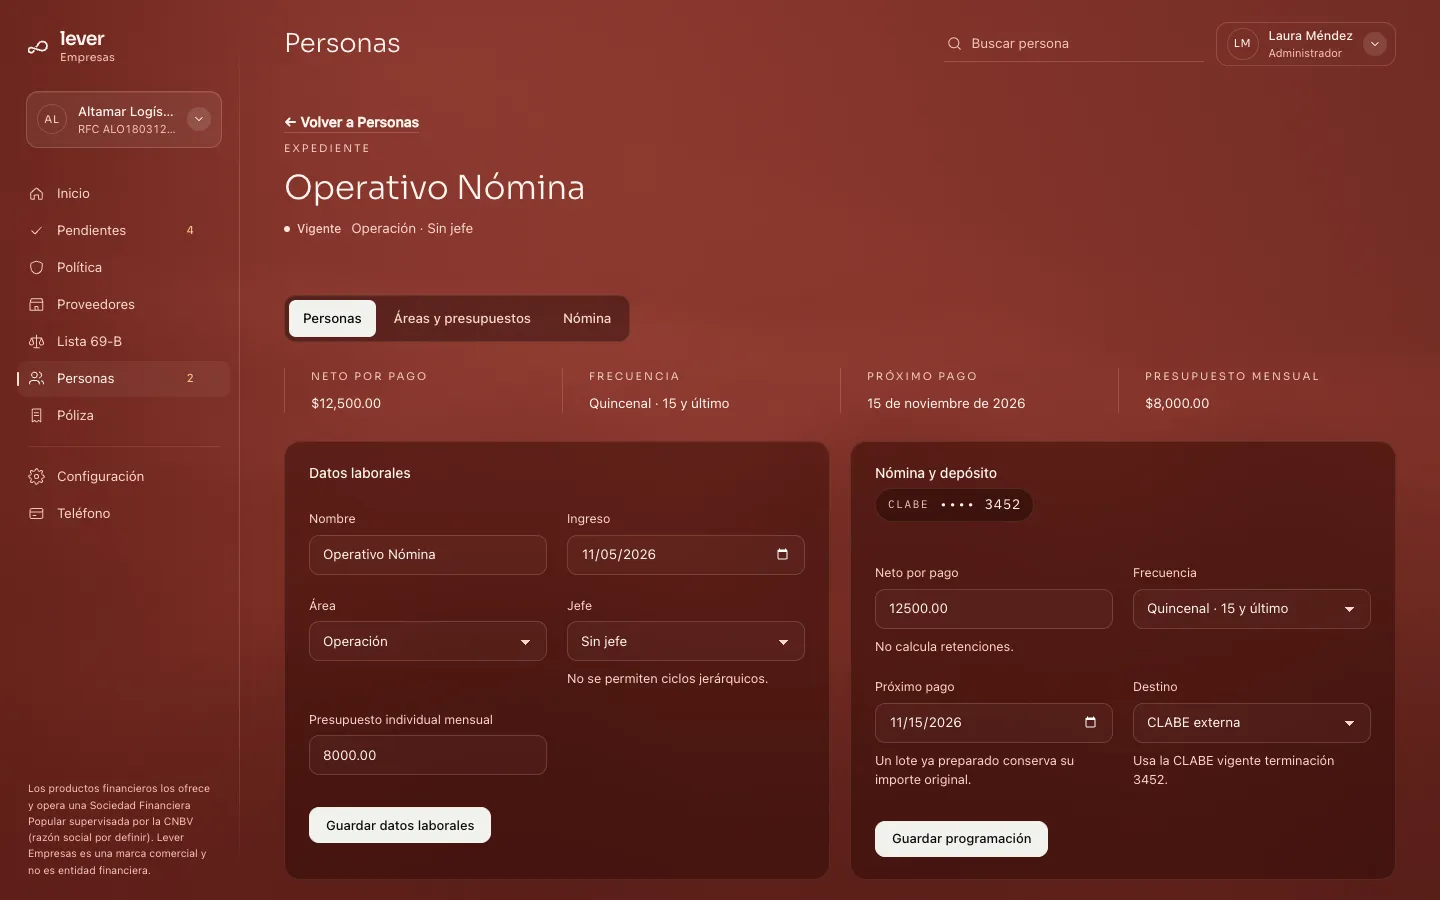 lever
Empresas
AL
Altamar Logís...
RFC ALO180312...
Inicio
Pendientes 4
Política
Proveedores
Lista 69-B
Personas 2
Póliza
Configuración
Teléfono
Los productos financieros los ofrece
y opera una Sociedad Financiera
Popular supervisada por la CNBV
(razón social por definir). Lever
Empresas es una marca comercial y
no es entidad financiera.
Personas
Buscar persona
LM
Laura Méndez
Administrador
← Volver a Personas
EXPEDIENTE
Operativo Nómina
Vigente Operación · Sin jefe
Personas Áreas y presupuestos Nómina
NETO POR PAGO
$12,500.00
FRECUENCIA
Quincenal · 15 y último
PRÓXIMO PAGO
15 de noviembre de 2026
PRESUPUESTO MENSUAL
$8,000.00
Datos laborales
Nombre
Operativo Nómina
Ingreso
11/05/2026
Área
Operación
Jefe
Sin jefe
No se permiten ciclos jerárquicos.
Presupuesto individual mensual
8000.00
Guardar datos laborales
Nómina y depósito
CLABE •••• 3452
Neto por pago
12500.00
No calcula retenciones.
Frecuencia
Quincenal · 15 y último
Próximo pago
11/15/2026
Un lote ya preparado conserva su
importe original.
Destino
CLABE externa
Usa la CLABE vigente terminación
3452.
Guardar programación